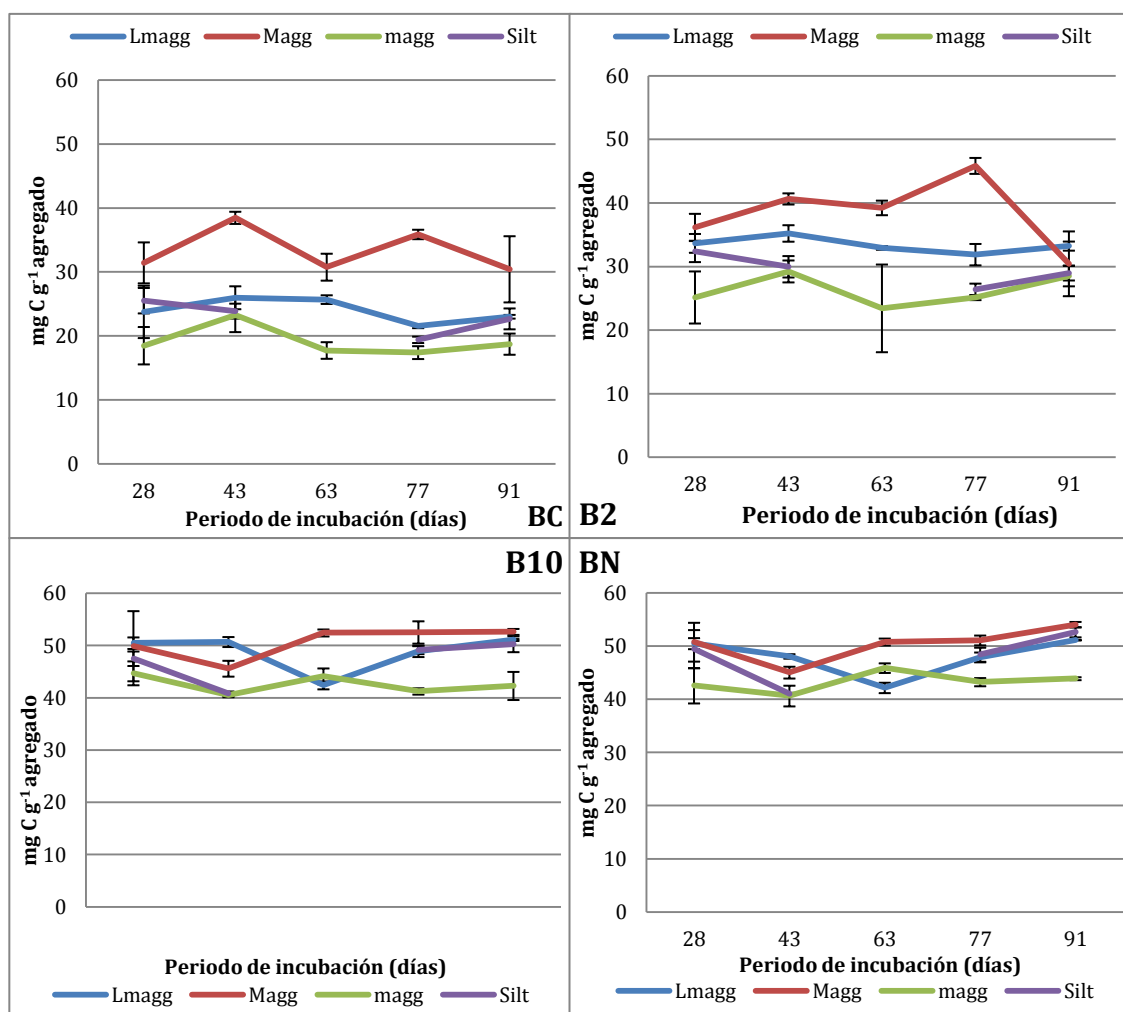 Lmagg Magg magg Silt
60
50
40
30
20
10
0
mg C g⁻¹ agregado
28 43 63 77 91
Periodo de incubación (días)
BC
Lmagg Magg magg Silt
60
50
40
30
20
10
0
mg C g⁻¹ agregado
28 43 63 77 91
Periodo de incubación (días)
B2
B10
60
50
40
30
20
10
0
mg C g⁻¹ agregado
Periodo de incubación (días)
Lmagg Magg magg Silt
BN
60
50
40
30
20
10
0
mg C g⁻¹ agregado
28 43 63 77 91
Periodo de incubación (días)
Lmagg Magg magg Silt